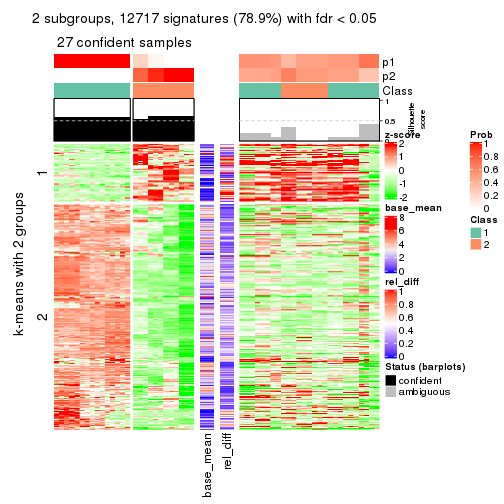 2 subgroups, 12717 signatures (78.9%) with fdr < 0.05
27 confident samples
p1
p2
Class
1
0.5
0
Silhouette
score
z-score
2
1
0
-1
-2
base_mean
8
6
4
2
0
rel_diff
1
0.8
0.6
0.4
0.2
0
Status (barplots)
confident
ambiguous
Prob
1
0.8
0.6
0.4
0.2
0
Class
1
2
k-means with 2 groups
1
2
base_mean
rel_diff